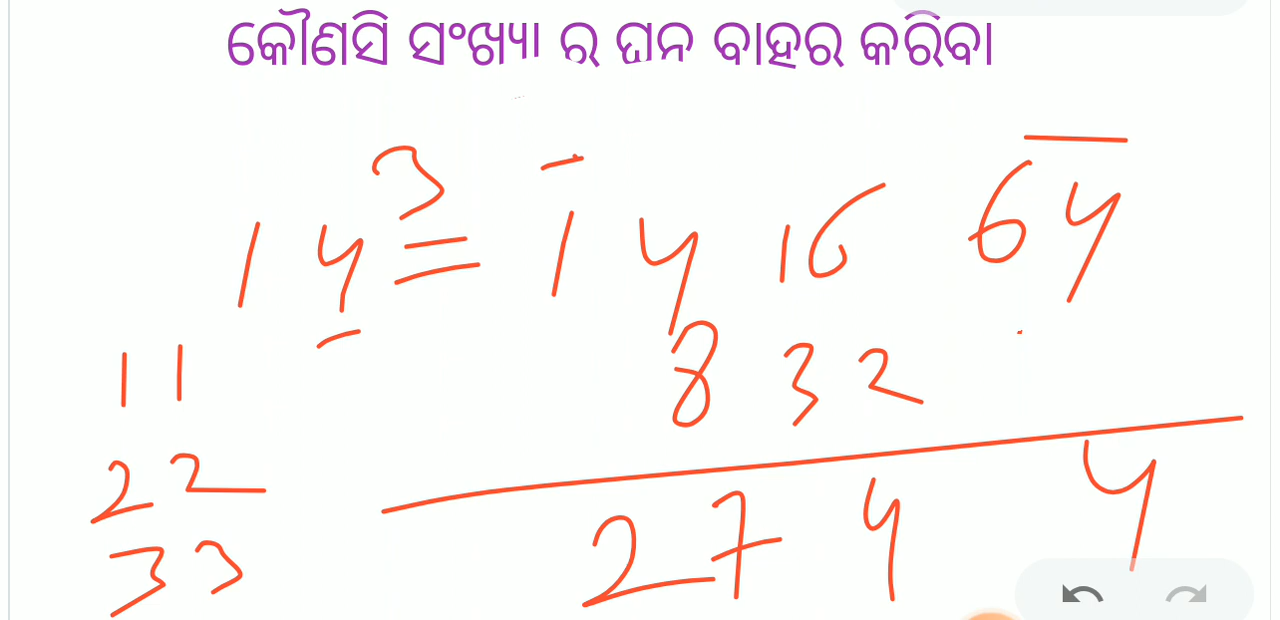 କୌଣସି ସଂଖ୍ୟା ର ଘନ ବାହର କରିବା
14³ = 1 4 16 64
11 8 32
22 2 7 4 4
33